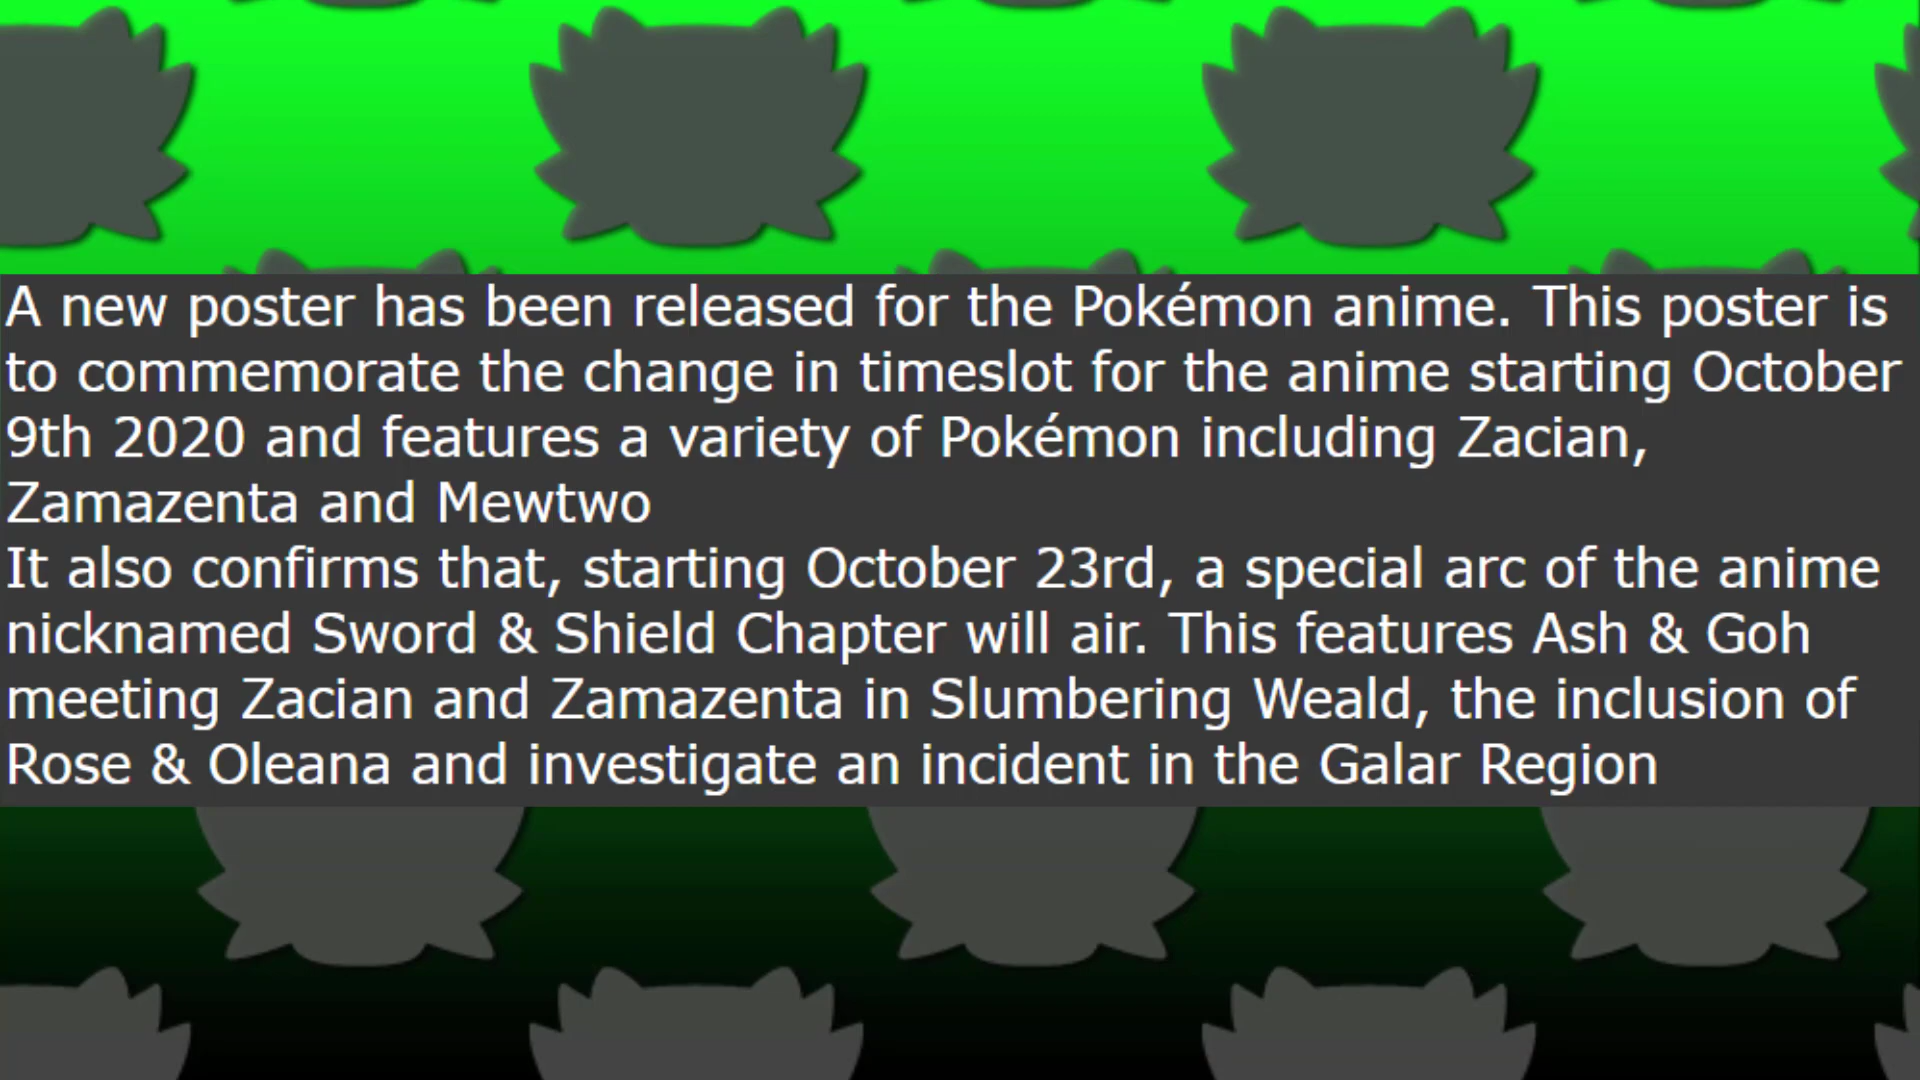 A new poster has been released for the Pokémon anime. This poster is
to commemorate the change in timeslot for the anime starting October
9th 2020 and features a variety of Pokémon including Zacian,
Zamazenta and Mewtwo
It also confirms that, starting October 23rd, a special arc of the anime
nicknamed Sword & Shield Chapter will air. This features Ash & Goh
meeting Zacian and Zamazenta in Slumbering Weald, the inclusion of
Rose & Oleana and investigate an incident in the Galar Region